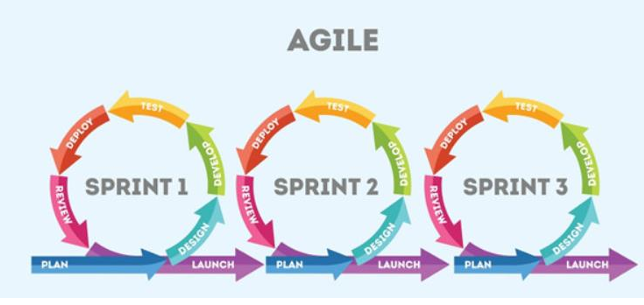 AGILE
TEST
DEPLOY
DEVELOP
SPRINT 1
REVIEW
DESIGN
PLAN
LAUNCH
TEST
DEPLOY
DEVELOP
SPRINT 2
REVIEW
DESIGN
PLAN
LAUNCH
TEST
DEPLOY
DEVELOP
SPRINT 3
REVIEW
DESIGN
PLAN
LAUNCH